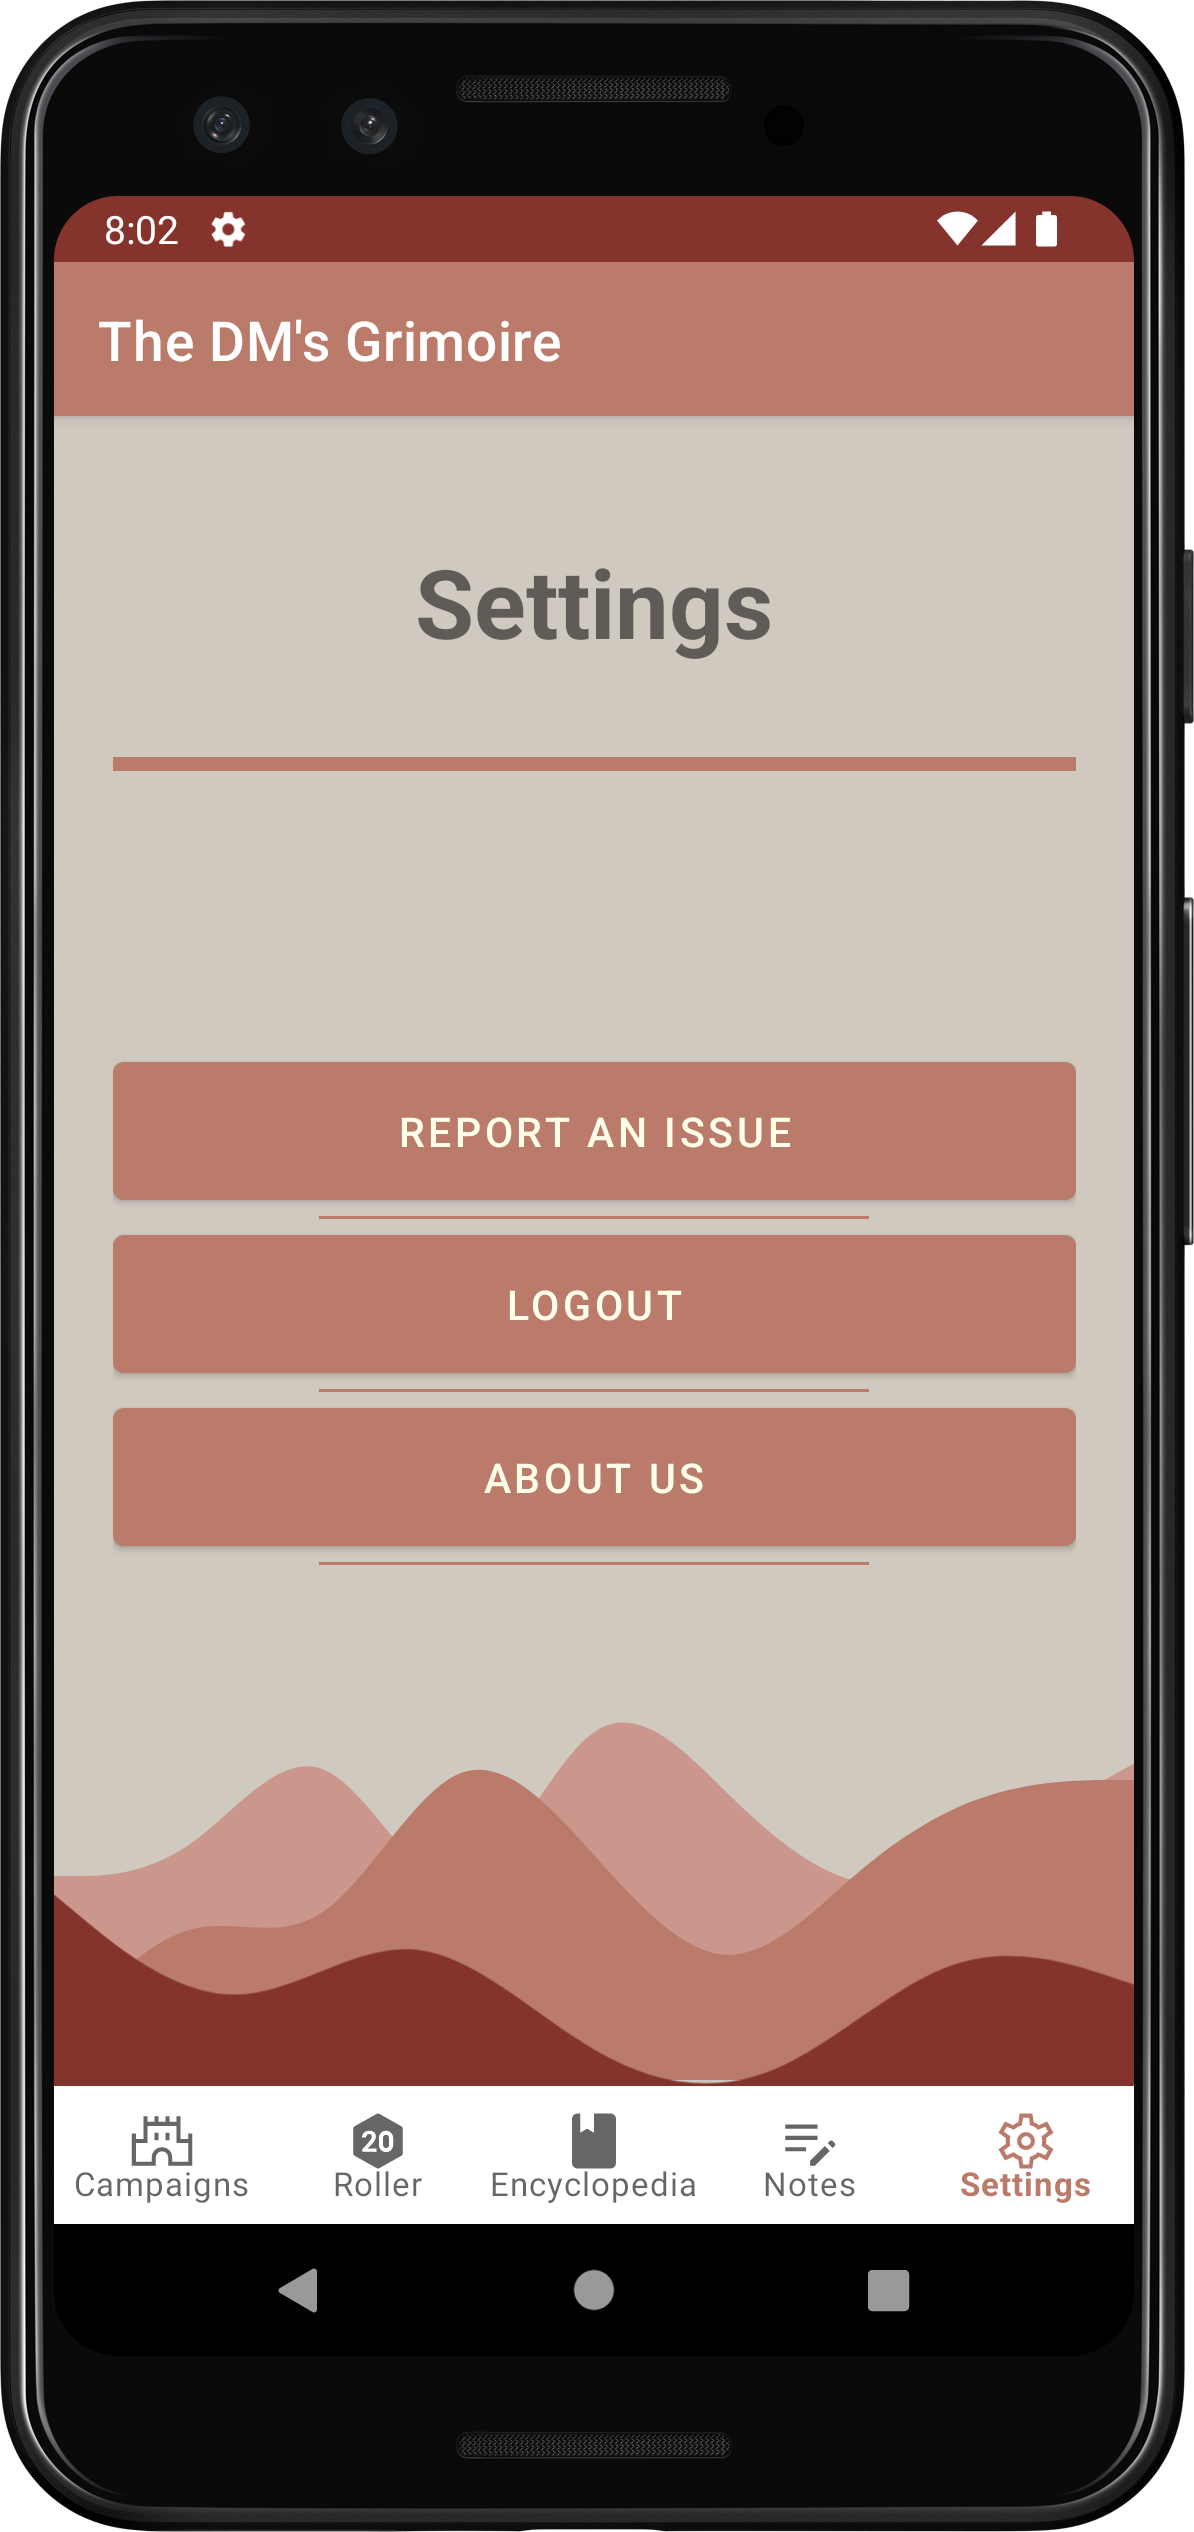 8:02
The DM's Grimoire
Settings
REPORT AN ISSUE
LOGOUT
ABOUT US
20
Campaigns Roller Encyclopedia Notes Settings